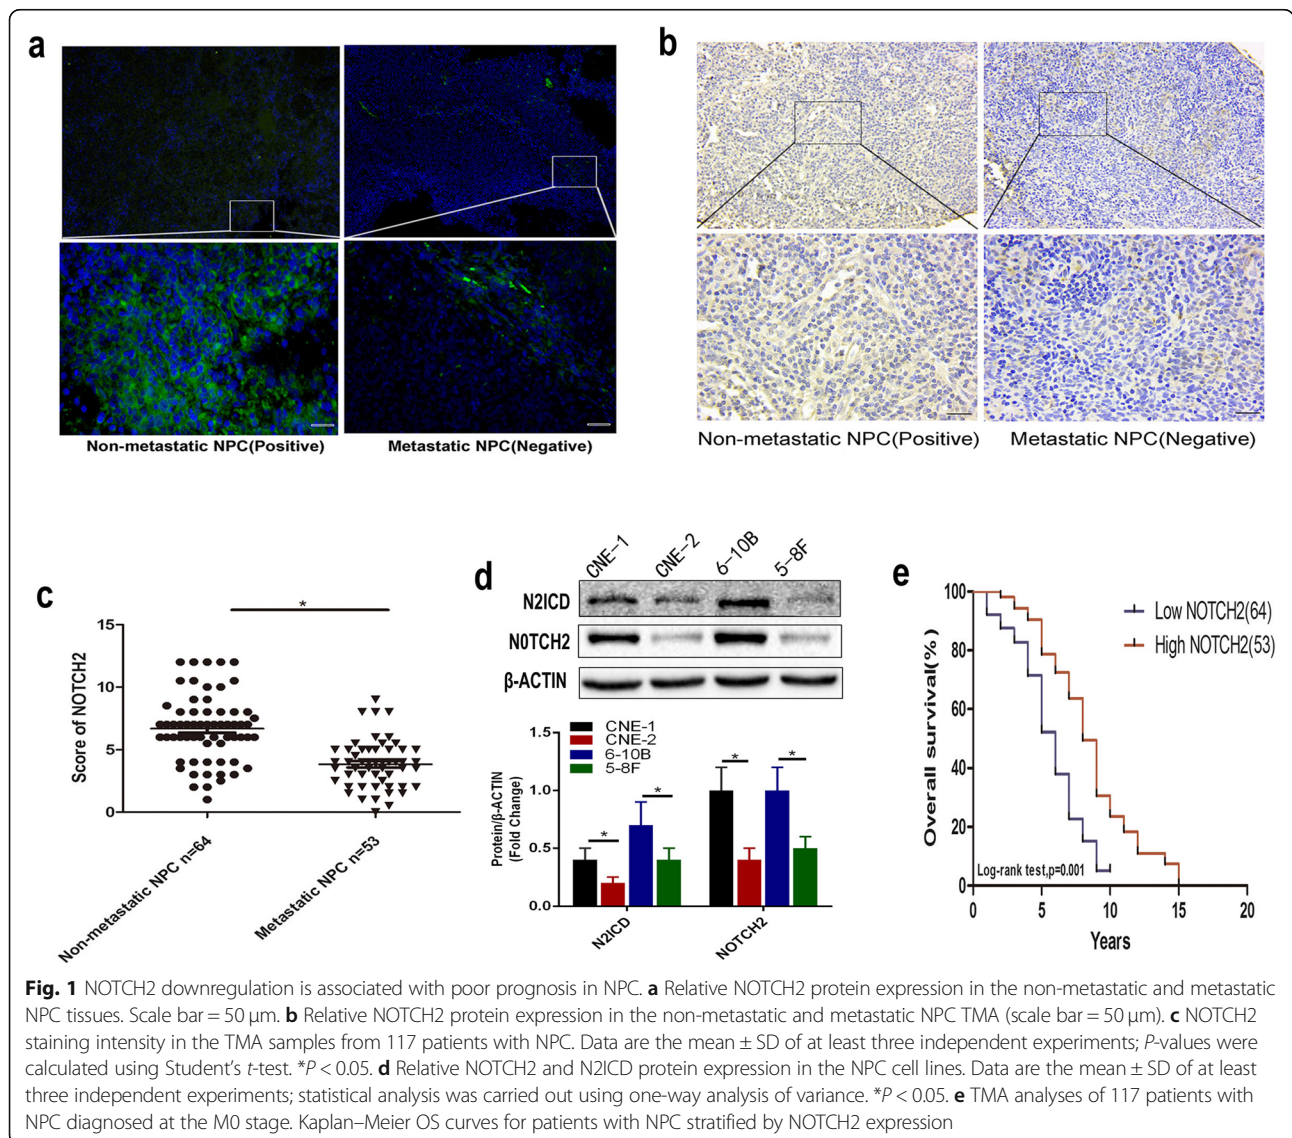 a
b
Non-metastatic NPC(Positive)
Metastatic NPC(Negative)
Non-metastatic NPC(Positive)
Metastatic NPC(Negative)
c
*
Score of NOTCH2
15
10
5
0
Non-metastatic NPC n=64
Metastatic NPC n=53
d
CNE-1
CNE-2
6-10B
5-8F
N2ICD
N0TCH2
β-ACTIN
CNE-1
CNE-2
6-10B
5-8F
Protein/β-ACTIN
(Fold Change)
1.5
1.0
0.5
0.0
*
*
*
*
N2ICD
NOTCH2
e
Low NOTCH2(64)
High NOTCH2(53)
Overall survival(%)
100
80
60
40
20
0
Log-rank test,p=0.001
0
5
10
15
20
Years
Fig. 1 NOTCH2 downregulation is associated with poor prognosis in NPC. a Relative NOTCH2 protein expression in the non-metastatic and metastatic
NPC tissues. Scale bar = 50 μm. b Relative NOTCH2 protein expression in the non-metastatic and metastatic NPC TMA (scale bar = 50 μm). c NOTCH2
staining intensity in the TMA samples from 117 patients with NPC. Data are the mean ± SD of at least three independent experiments; P-values were
calculated using Student's t-test. *P < 0.05. d Relative NOTCH2 and N2ICD protein expression in the NPC cell lines. Data are the mean ± SD of at least
three independent experiments; statistical analysis was carried out using one-way analysis of variance. *P < 0.05. e TMA analyses of 117 patients with
NPC diagnosed at the M0 stage. Kaplan–Meier OS curves for patients with NPC stratified by NOTCH2 expression